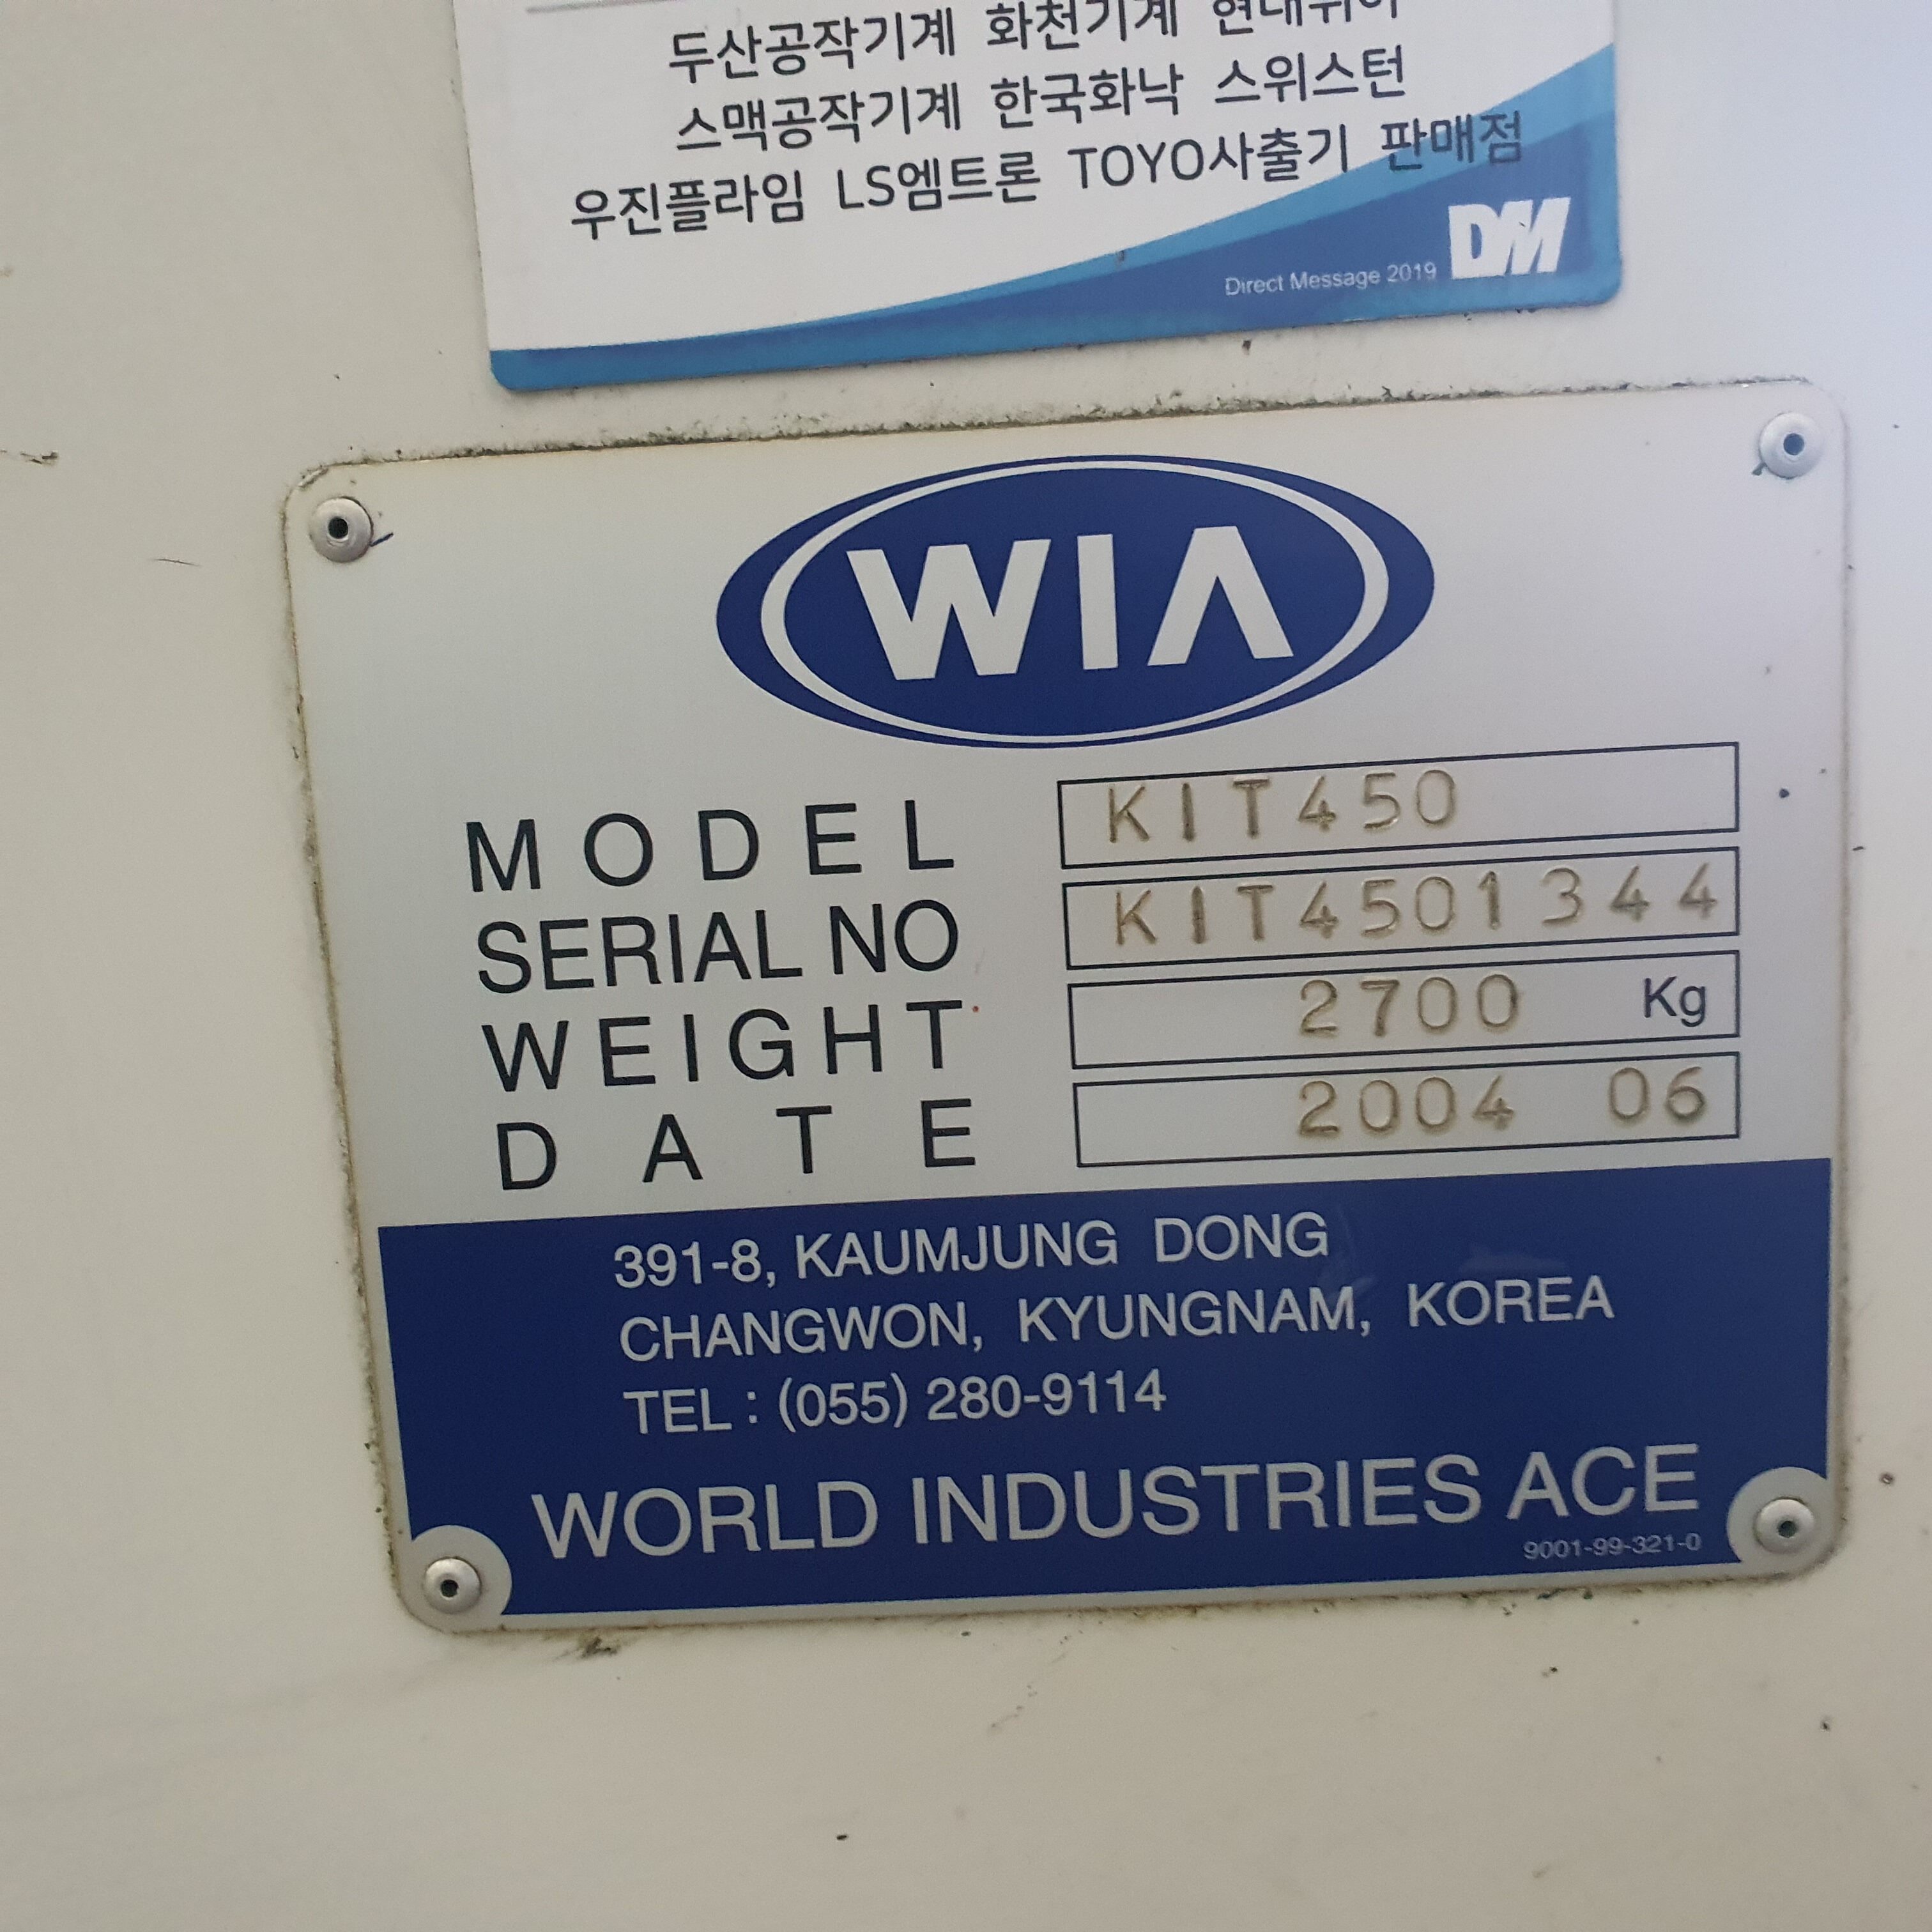 두산공작기계 화천기계 현대위아
스맥공작기계 한국화낙 스위스턴
우진플라임 LS엠트론 TOYO사출기 판매점
Direct Message 2019 DM
WIA
MODEL KIT450
SERIAL NO KIT4501344
WEIGHT 2700 Kg
DATE 2004 06
391-8, KAUMJUNG DONG
CHANGWON, KYUNGNAM, KOREA
TEL : (055) 280-9114
WORLD INDUSTRIES ACE
9001-99-321-0